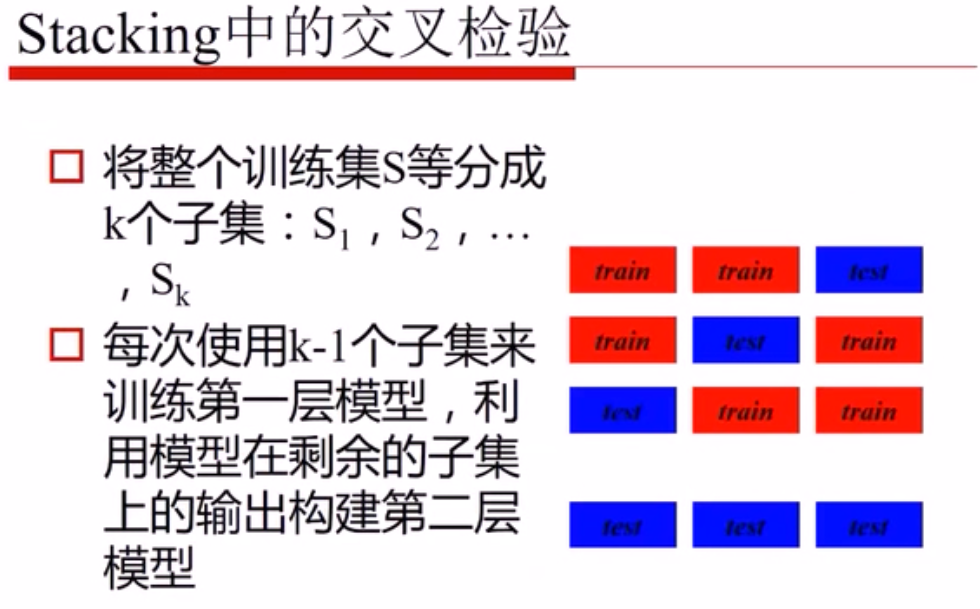 Stacking中的交叉检验
将整个训练集S等分成
k个子集：S₁，S₂，…
，Sₖ
每次使用k-1个子集来
训练第一层模型，利
用模型在剩余的子集
上的输出构建第二层
模型
train train test
train test train
test train train
test test test